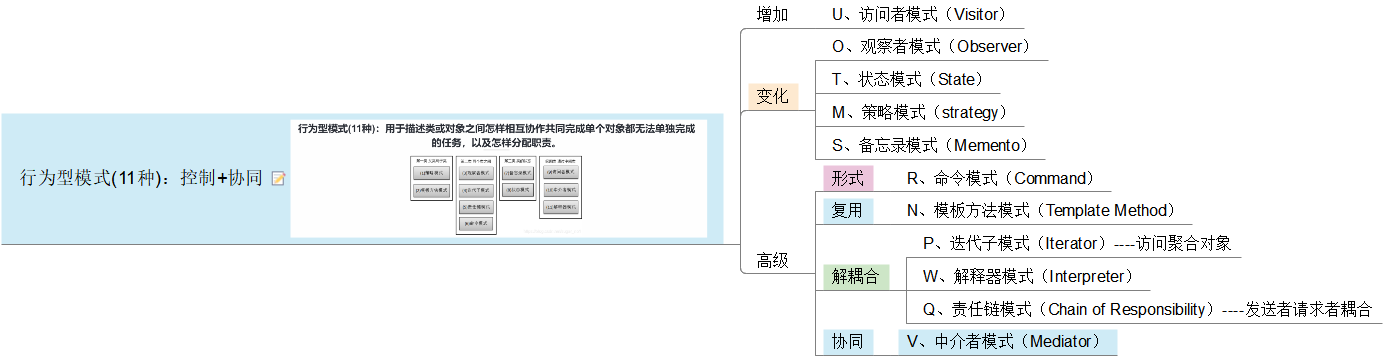 行为型模式(11种)：控制+协同
行为型模式(11种)：用于描述类或对象之间怎样相互协作共同完成单个对象都无法单独完成
的任务，以及怎样分配职责。
增加
U、访问者模式（Visitor）
变化
O、观察者模式（Observer）
T、状态模式（State）
M、策略模式（strategy）
S、备忘录模式（Memento）
高级
形式
R、命令模式（Command）
复用
N、模板方法模式（Template Method）
解耦合
P、迭代子模式（Iterator）----访问聚合对象
W、解释器模式（Interpreter）
Q、责任链模式（Chain of Responsibility）----发送者请求者耦合
协同
V、中介者模式（Mediator）